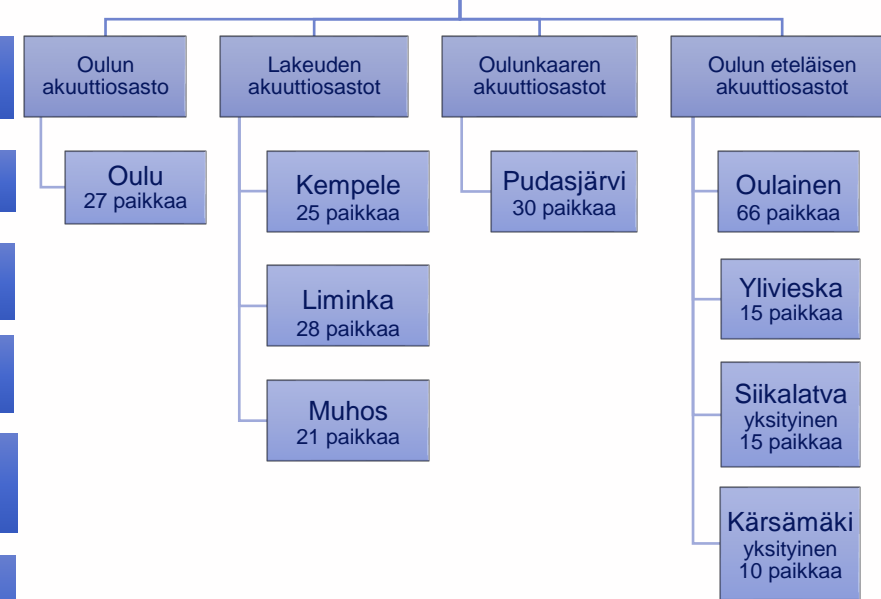 Oulun
akuuttiosasto
Oulu
27 paikkaa
Lakeuden
akuuttiosastot
Kempele
25 paikkaa
Liminka
28 paikkaa
Muhos
21 paikkaa
Oulunkaaren
akuuttiosastot
Pudasjärvi
30 paikkaa
Oulun eteläisen
akuuttiosastot
Oulainen
66 paikkaa
Ylivieska
15 paikkaa
Siikalatva
yksityinen
15 paikkaa
Kärsämäki
yksityinen
10 paikkaa